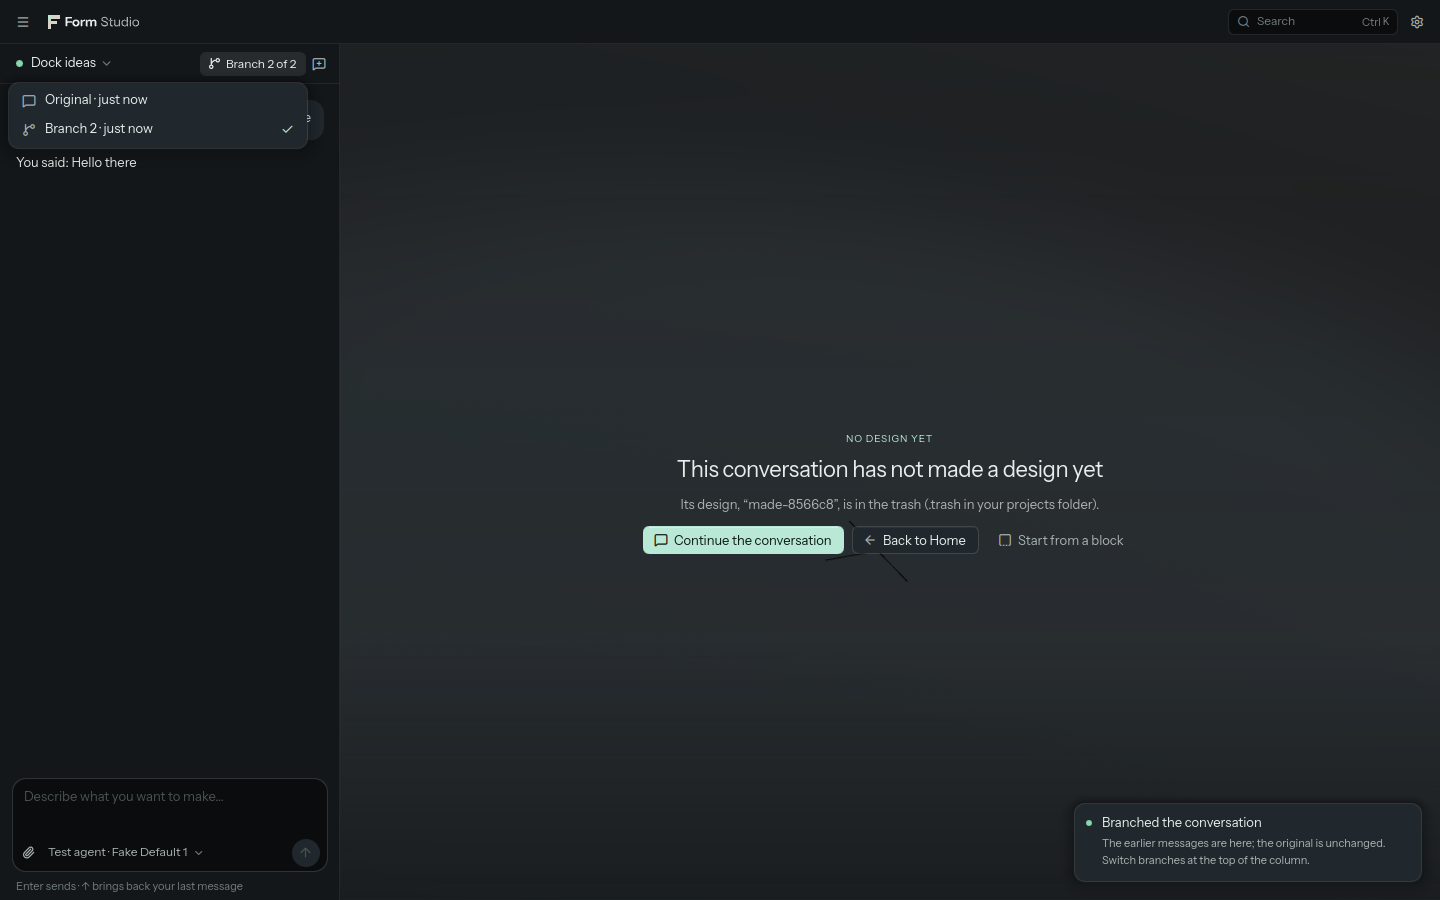 Form Studio
Search
Ctrl K
Dock ideas
Branch 2 of 2
Original · just now
Branch 2 · just now
You said: Hello there
NO DESIGN YET
This conversation has not made a design yet
Its design, “made-8566c8”, is in the trash (.trash in your projects folder).
Continue the conversation
Back to Home
Start from a block
Describe what you want to make...
Test agent · Fake Default 1
Enter sends · ↑ brings back your last message
Branched the conversation
The earlier messages are here; the original is unchanged.
Switch branches at the top of the column.